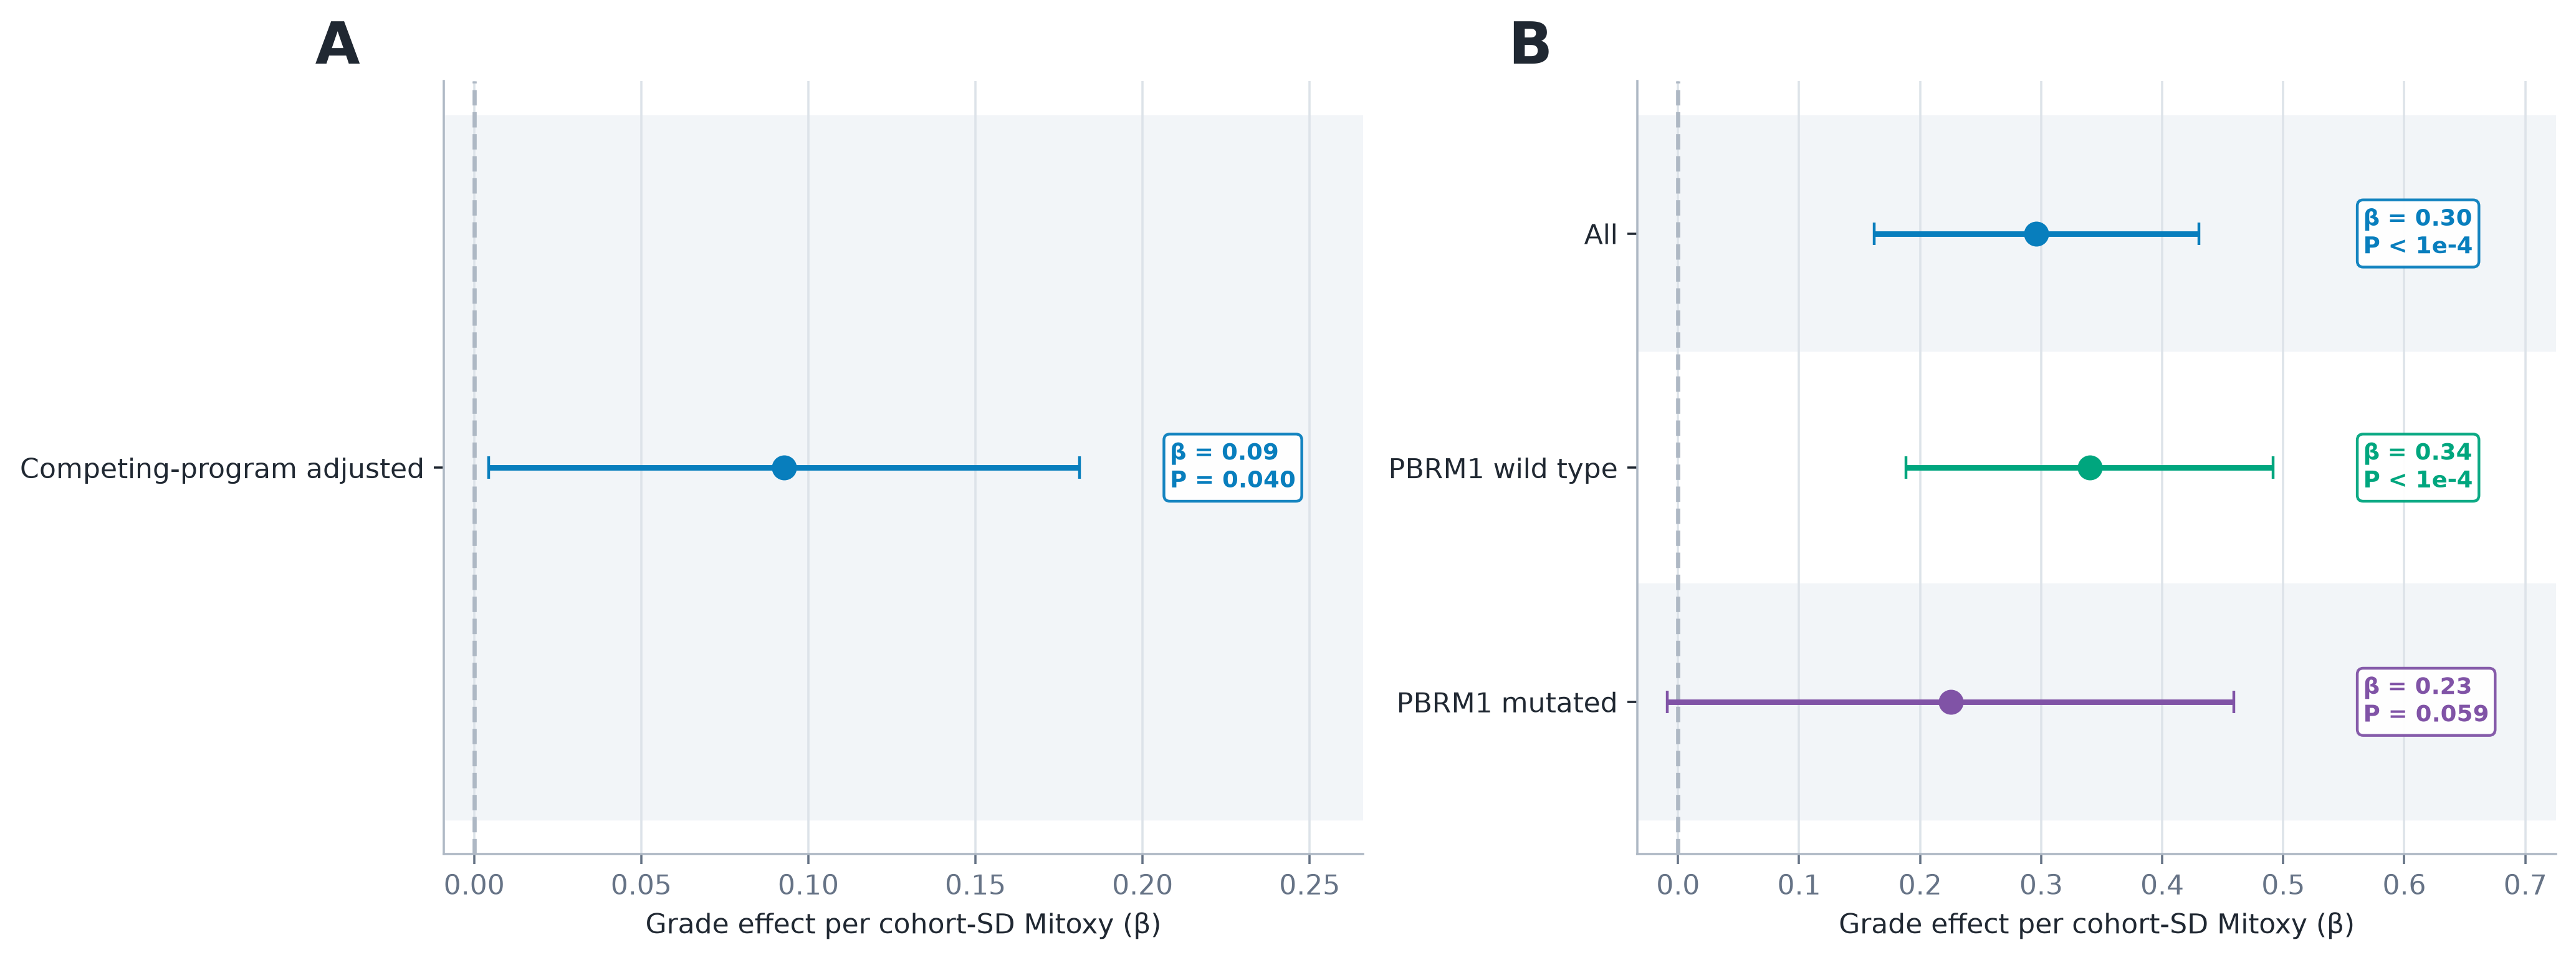 A
Competing-program adjusted
β = 0.09
P = 0.040
0.00 0.05 0.10 0.15 0.20 0.25
Grade effect per cohort-SD Mitoxy (β)
B
All
β = 0.30
P < 1e-4
PBRM1 wild type
β = 0.34
P < 1e-4
PBRM1 mutated
β = 0.23
P = 0.059
0.0 0.1 0.2 0.3 0.4 0.5 0.6 0.7
Grade effect per cohort-SD Mitoxy (β)